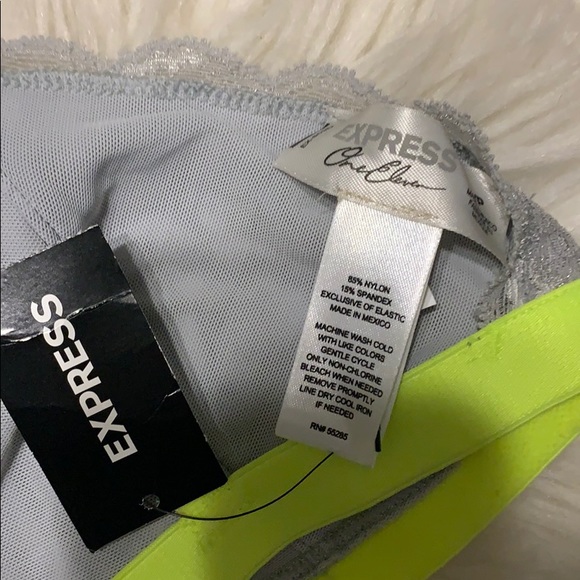 EXPRESS
One Eleven
85% NYLON
15% SPANDEX
EXCLUSIVE OF ELASTIC
MADE IN MEXICO
MACHINE WASH COLD
WITH LIKE COLORS
GENTLE CYCLE
ONLY NON-CHLORINE
BLEACH WHEN NEEDED
REMOVE PROMPTLY
LINE DRY COOL IRON
IF NEEDED
RN# 55285
EXPRESS